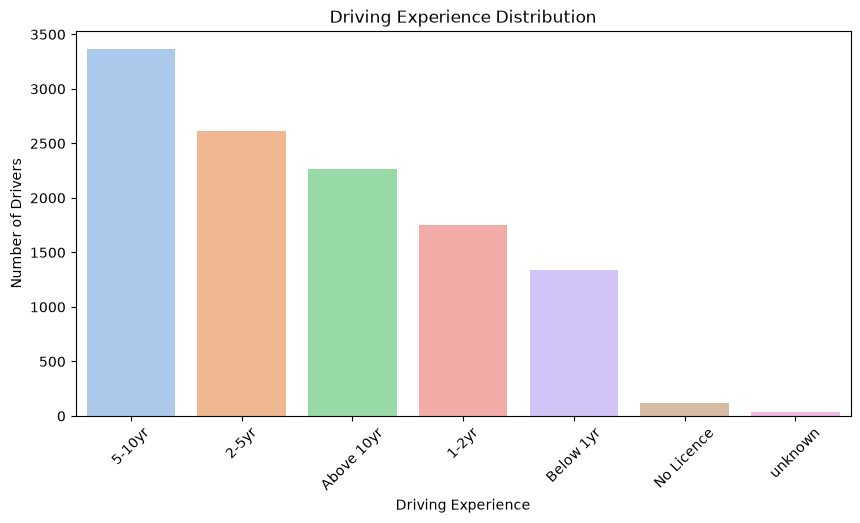 Driving Experience Distribution
Number of Drivers
3500
3000
2500
2000
1500
1000
500
0
5-10yr
2-5yr
Above 10yr
1-2yr
Below 1yr
No Licence
unknown
Driving Experience